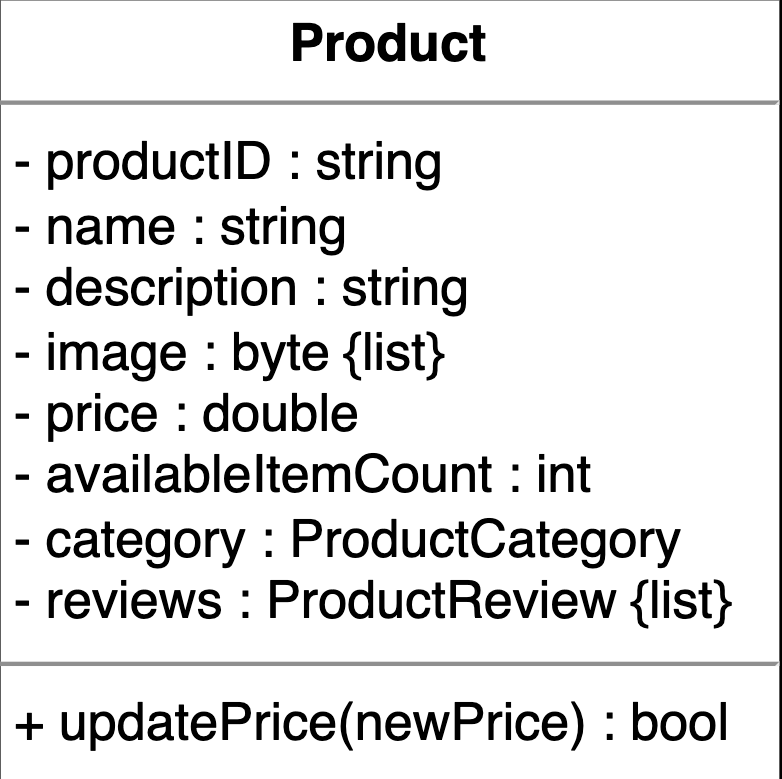 Product
- productID : string
- name : string
- description : string
- image : byte {list}
- price : double
- availableItemCount : int
- category : ProductCategory
- reviews : ProductReview {list}
+ updatePrice(newPrice) : bool